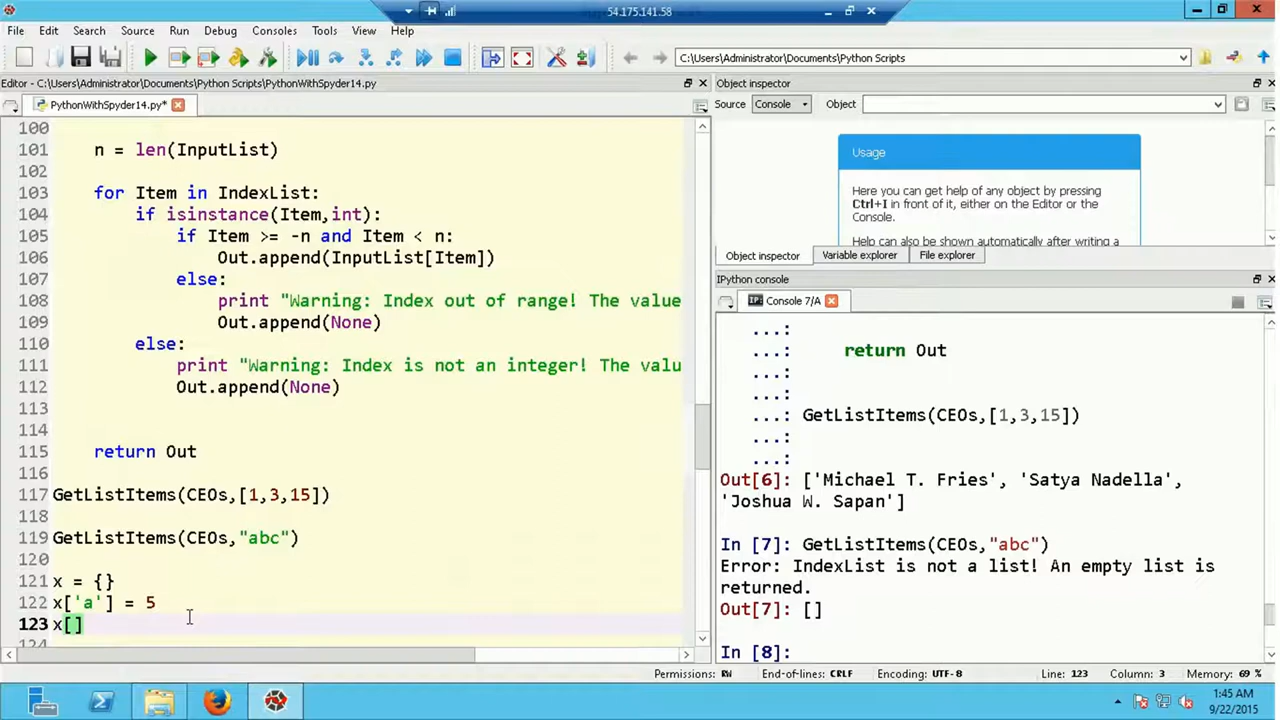 54.175.141.58
File Edit Search Source Run Debug Consoles Tools View Help
C:\Users\Administrator\Documents\Python Scripts
Editor - C:\Users\Administrator\Documents\Python Scripts\PythonWithSpyder14.py
PythonWithSpyder14.py*
100
101 n = len(InputList)
102
103 for Item in IndexList:
104 if isinstance(Item,int):
105 if Item >= -n and Item < n:
106 Out.append(InputList[Item])
107 else:
108 print "Warning: Index out of range! The value
109 Out.append(None)
110 else:
111 print "Warning: Index is not an integer! The valu
112 Out.append(None)
113
114
115 return Out
116
117 GetListItems(CEOs,[1,3,15])
118
119 GetListItems(CEOs,"abc")
120
121 x = {}
122 x['a'] = 5
123 x[]
124
Object inspector
Source Console Object
Usage
Here you can get help of any object by pressing
Ctrl+I in front of it, either on the Editor or the
Console.
Help can also be shown automatically after writing a
Object inspector Variable explorer File explorer
IPython console
Console 7/A
...:
...: return Out
...:
...:
...: GetListItems(CEOs,[1,3,15])
...:
...:
Out[6]: ['Michael T. Fries', 'Satya Nadella',
'Joshua W. Sapan']
In [7]: GetListItems(CEOs,"abc")
Error: IndexList is not a list! An empty list is
returned.
Out[7]: []
In [8]:
Permissions: RW End-of-lines: CRLF Encoding: UTF-8 Line: 123 Column: 3 Memory: 69 %
1:45 AM
9/22/2015